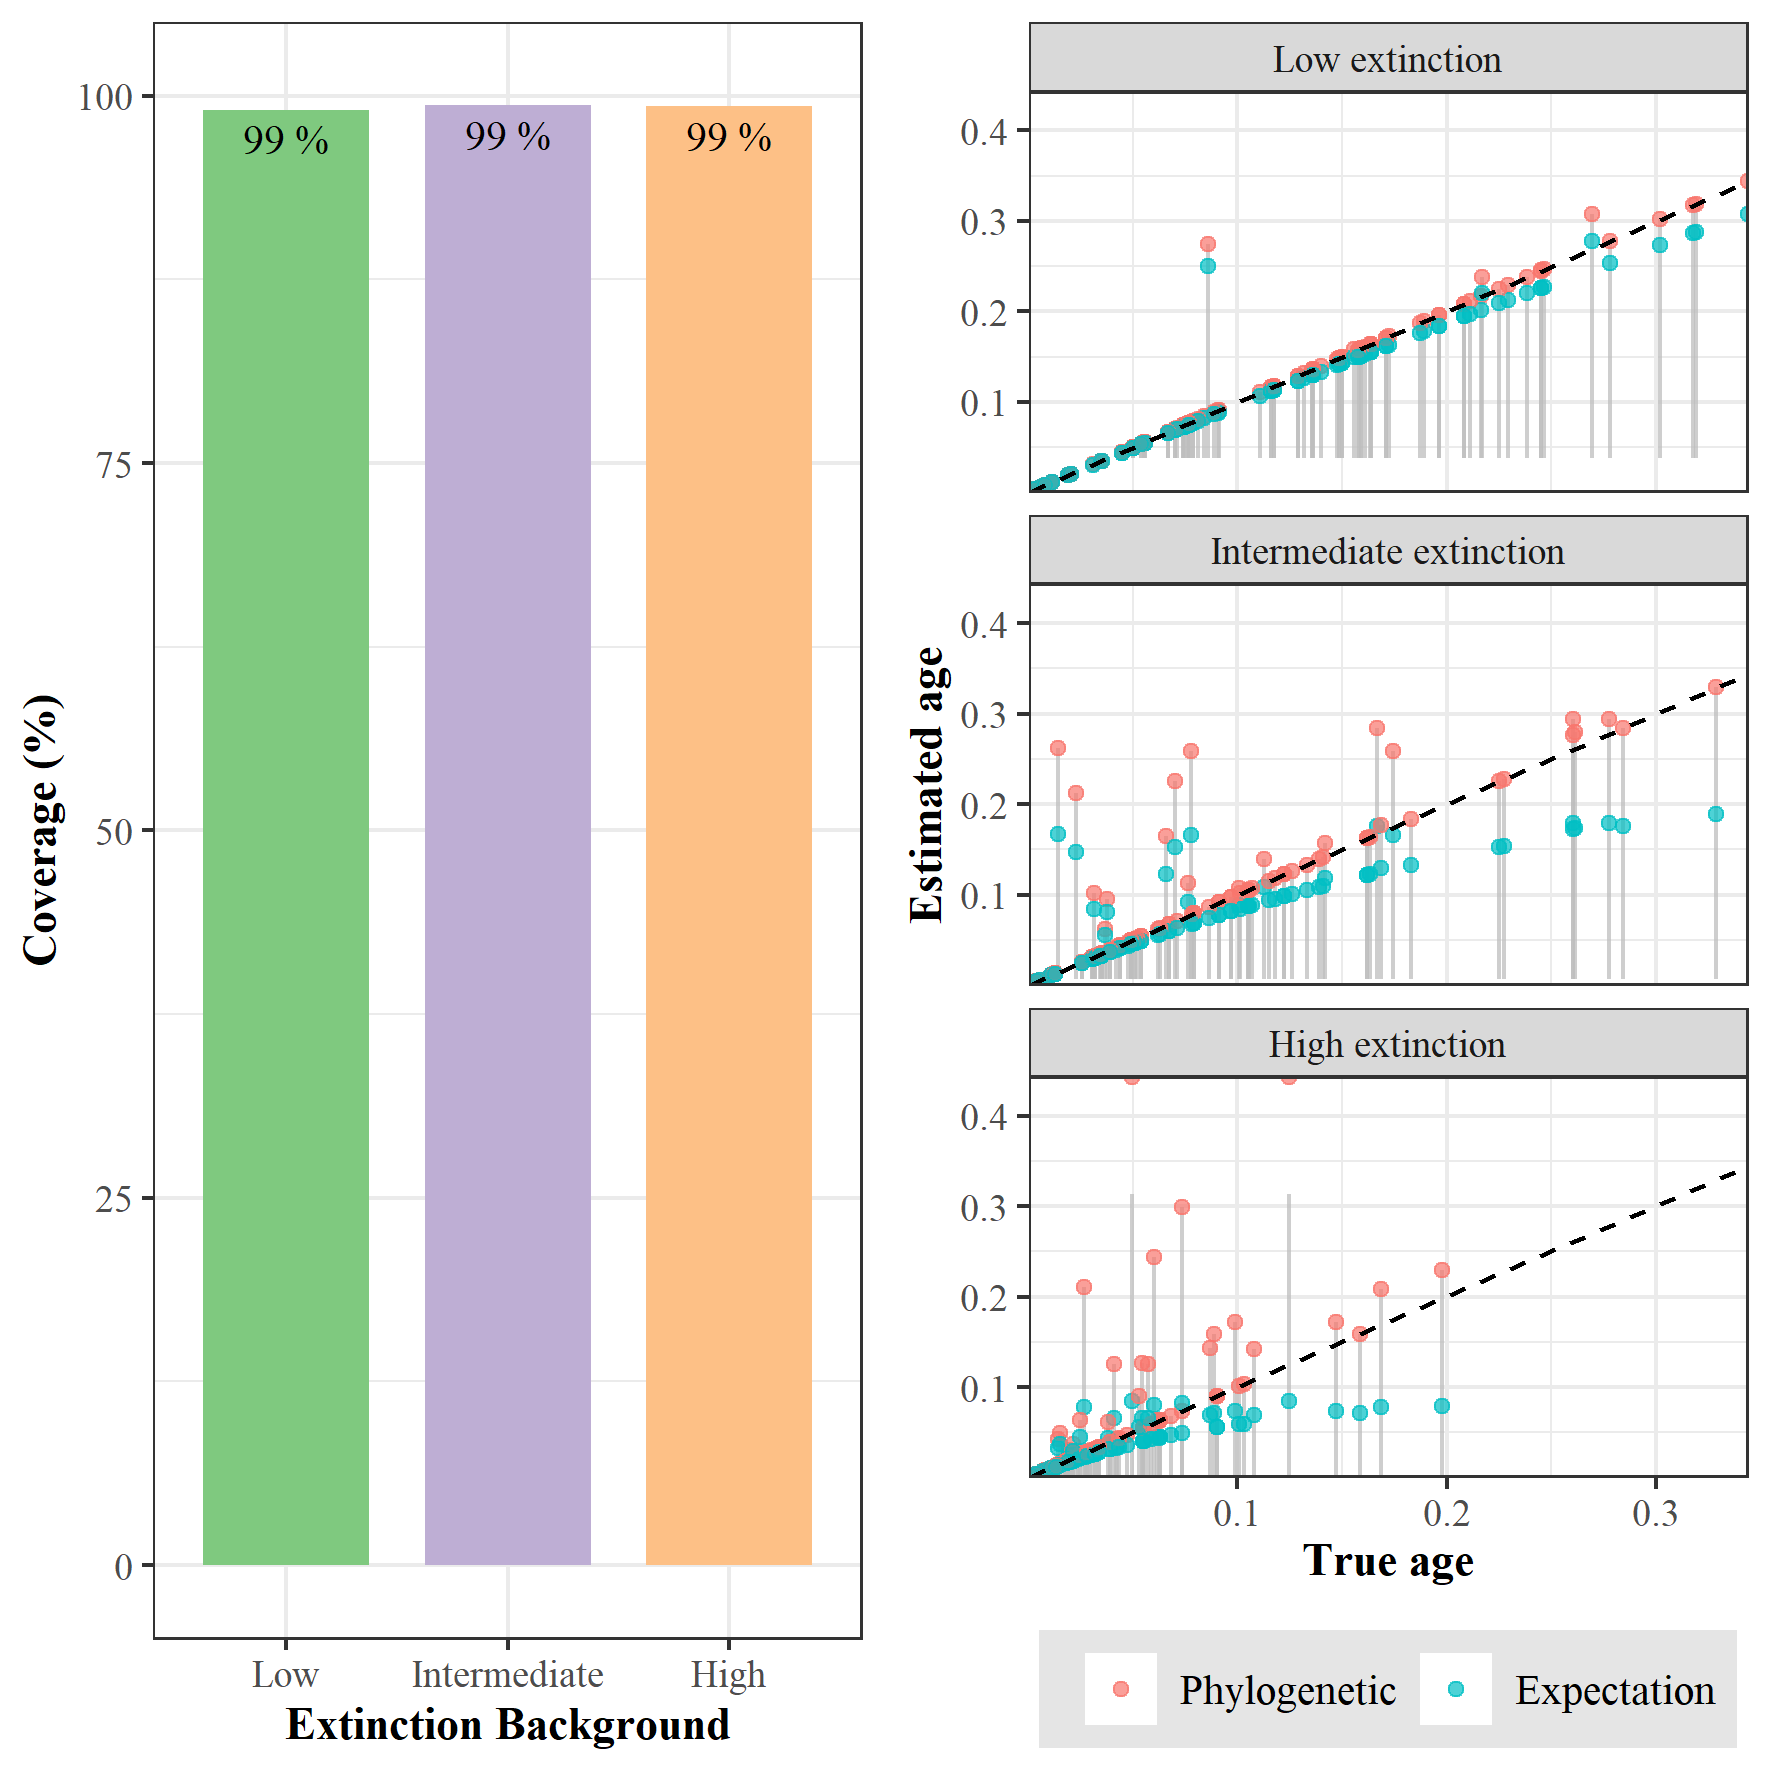 Coverage (%)
100
75
50
25
0
99 %
99 %
99 %
Low
Intermediate
High
Extinction Background
Estimated age
Low extinction
0.4
0.3
0.2
0.1
Intermediate extinction
0.4
0.3
0.2
0.1
High extinction
0.4
0.3
0.2
0.1
0.1
0.2
0.3
True age
Phylogenetic
Expectation